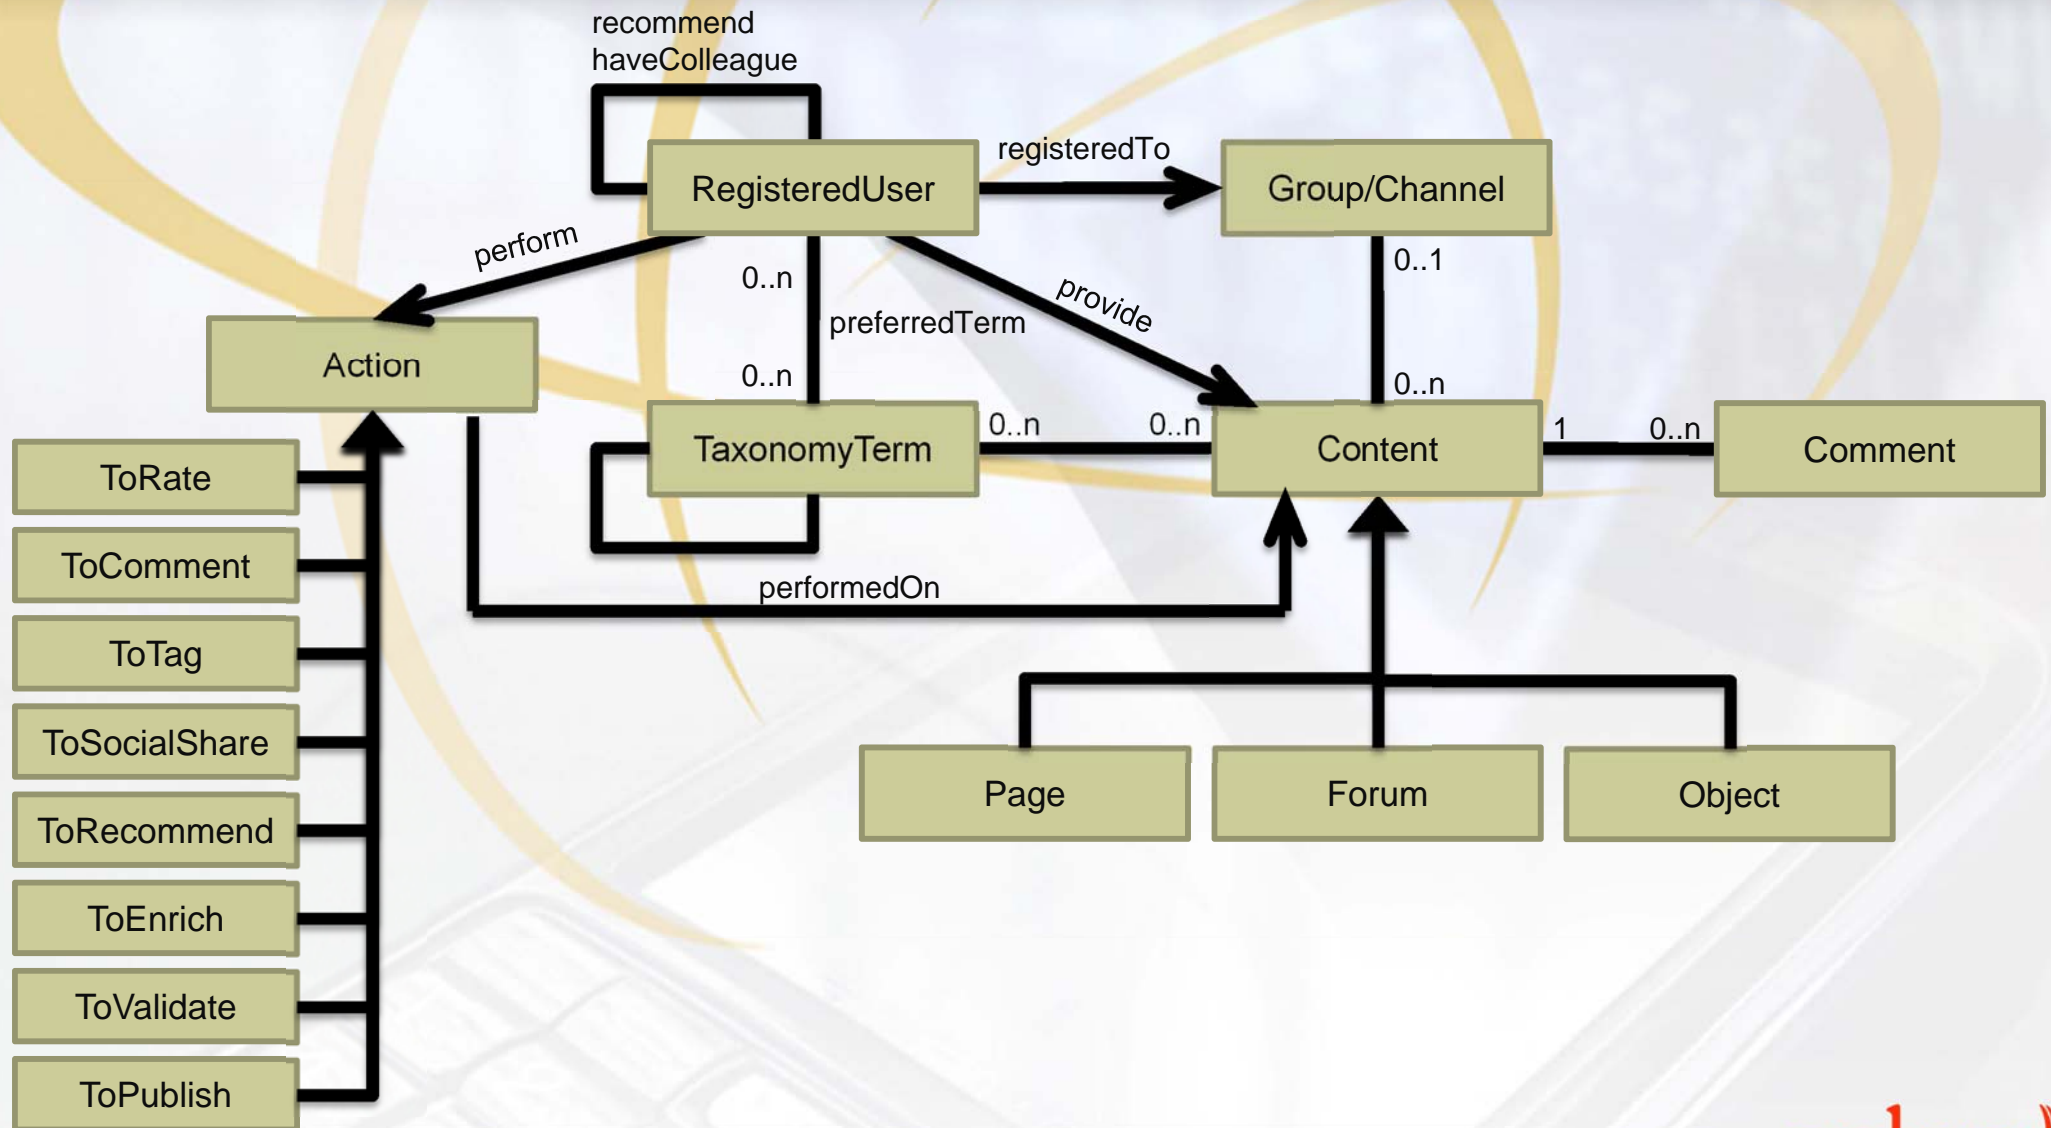 recommend
haveColleague
registeredTo
RegisteredUser
Group/Channel
perform
0..n
provide
0..1
preferredTerm
Action
0..n
0..n
TaxonomyTerm
0..n
0..n
Content
1
0..n
Comment
ToRate
ToComment
performedOn
ToTag
ToSocialShare
Page
Forum
Object
ToRecommend
ToEnrich
ToValidate
ToPublish